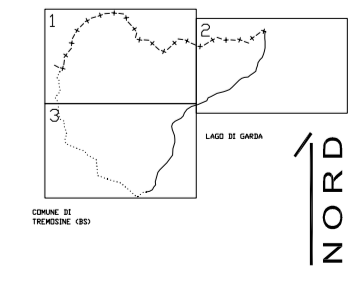 1
2
3
LAGO DI GARDA
COMUNE DI
TREMOSINE (BS)
NORD